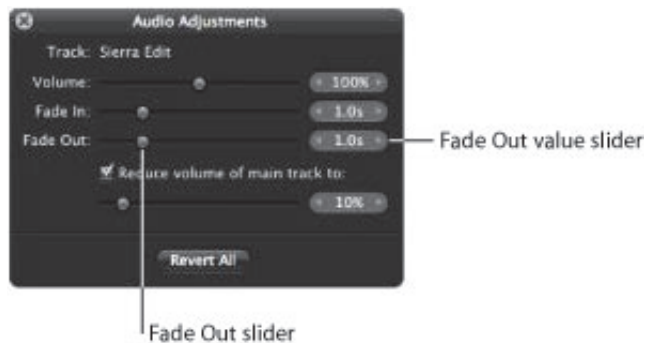 Audio Adjustments
Track: Sierra Edit
Volume: 100%
Fade In: 1.0s
Fade Out: 1.0s Fade Out value slider
Reduce volume of main track to:
10%
Revert All
Fade Out slider